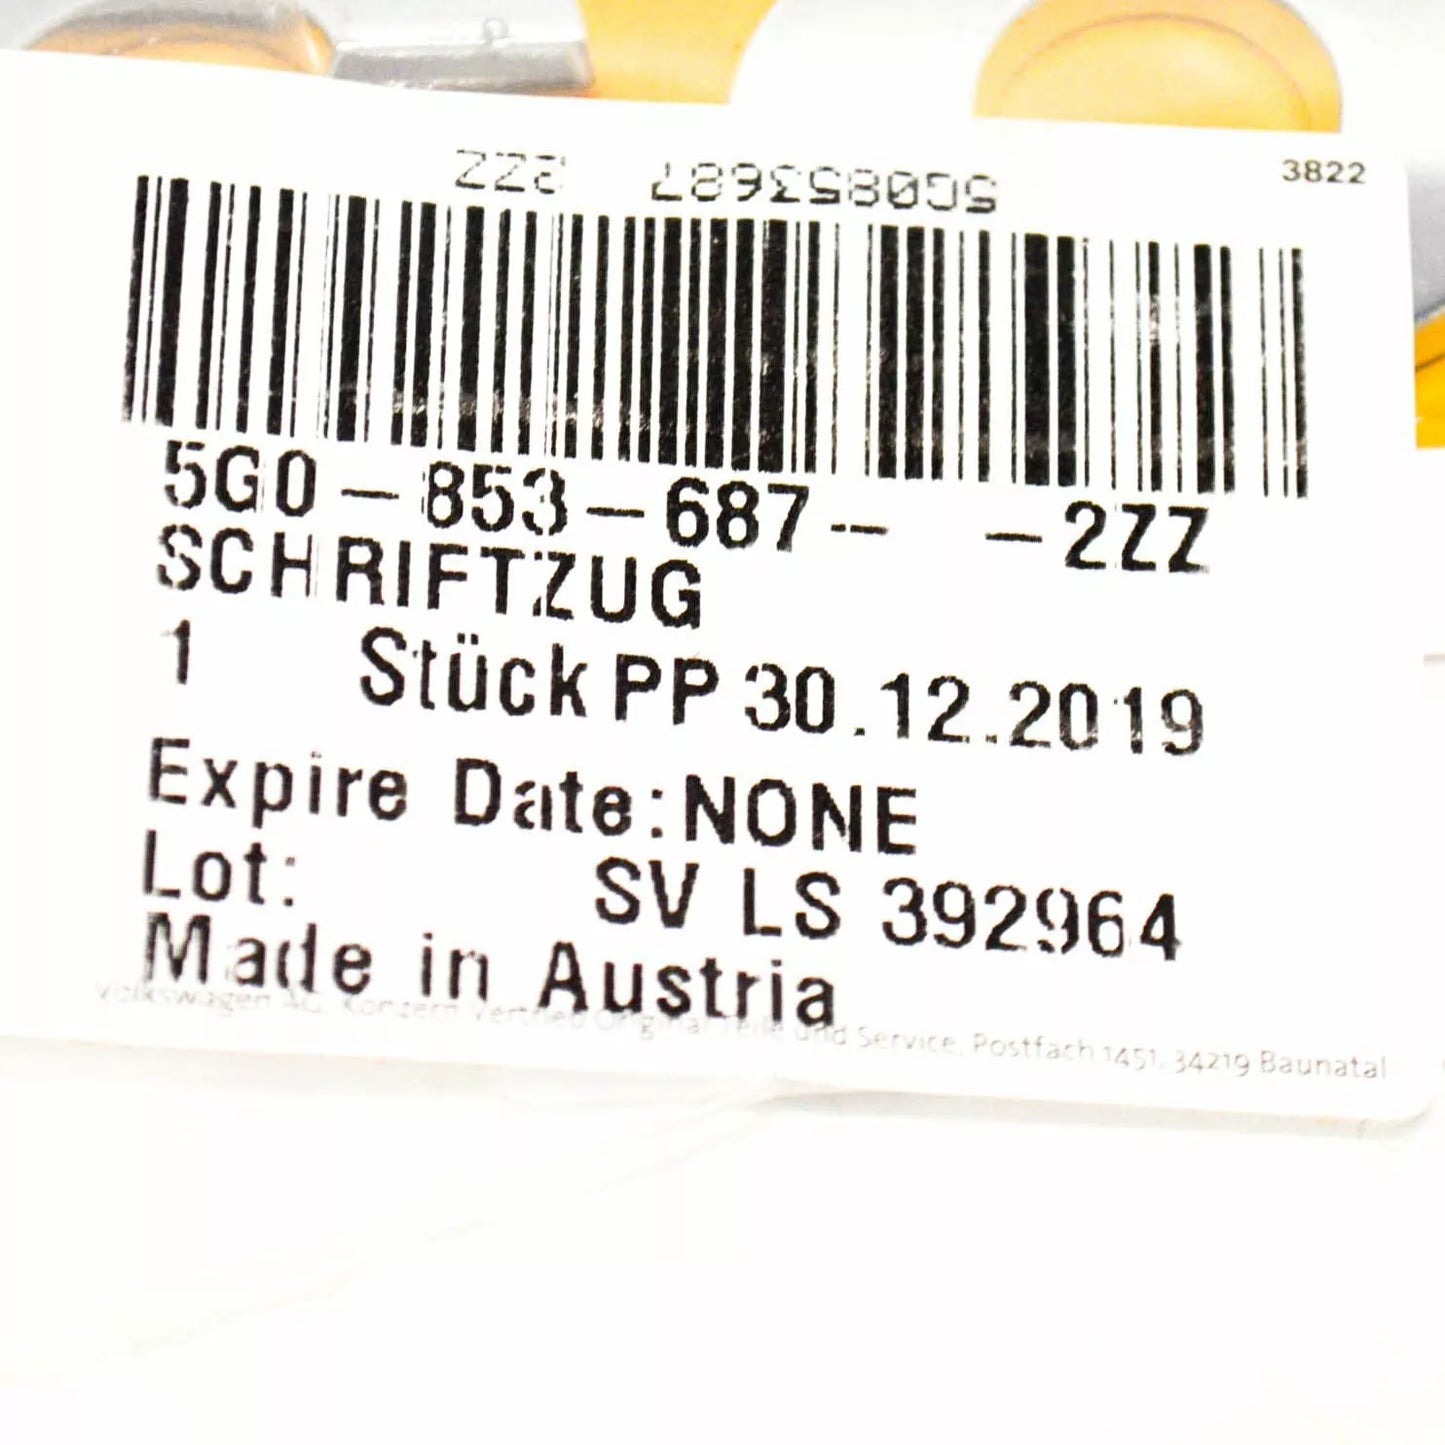 5G0853687 2ZZ
3822
5G0-853-687- -2ZZ
SCHRIFTZUG
1 Stück PP 30.12.2019
Expire Date:NONE
Lot: SV LS 392964
Made in Austria
Volkswagen AG, Konzern Vertrieb Original Teile und Service, Postfach 1451, 34219 Baunatal